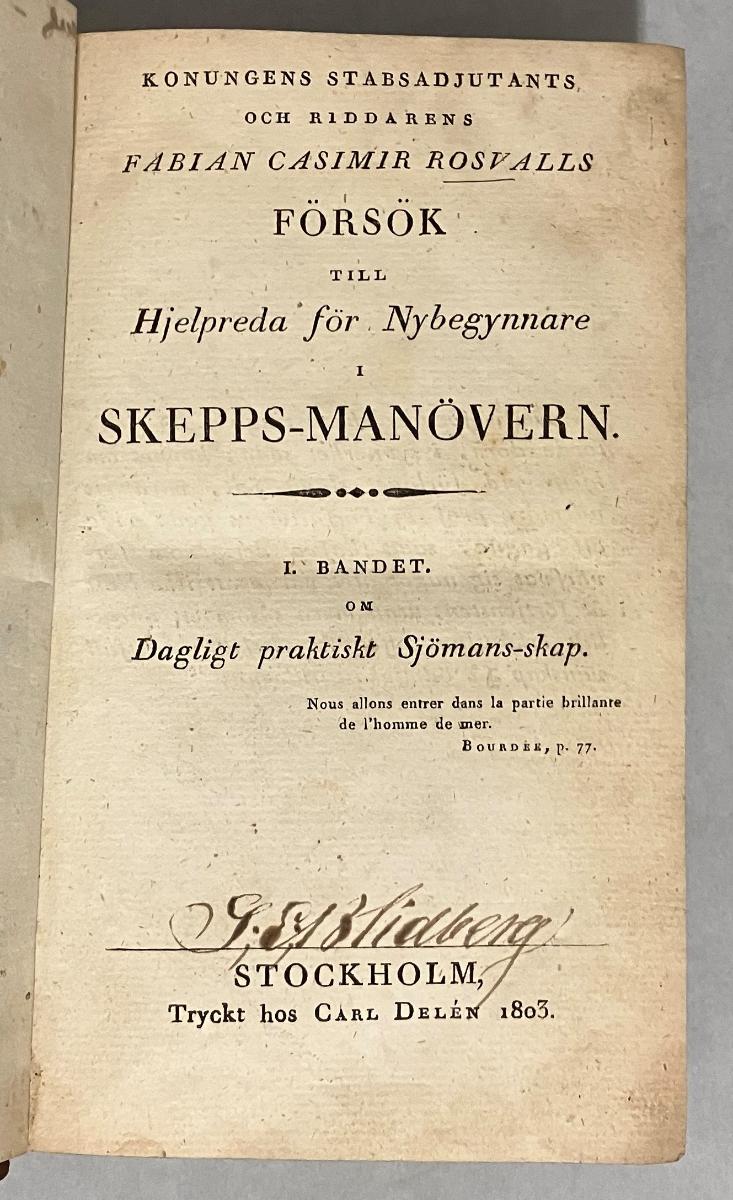 KONUNGENS STABSADJUTANTS
OCH RIDDARENS
FABIAN CASIMIR ROSVALLS
FÖRSÖK
TILL
Hjelpreda för Nybegynnare
I
SKEPPS-MANÖVERN.
I. BANDET.
OM
Dagligt praktiskt Sjömans-skap.
Nous allons entrer dans la partie brillante
de l'homme de mer.
BOURDÉE, p. 77.
Blidberg
STOCKHOLM,
Tryckt hos CARL DELÉN 1803.